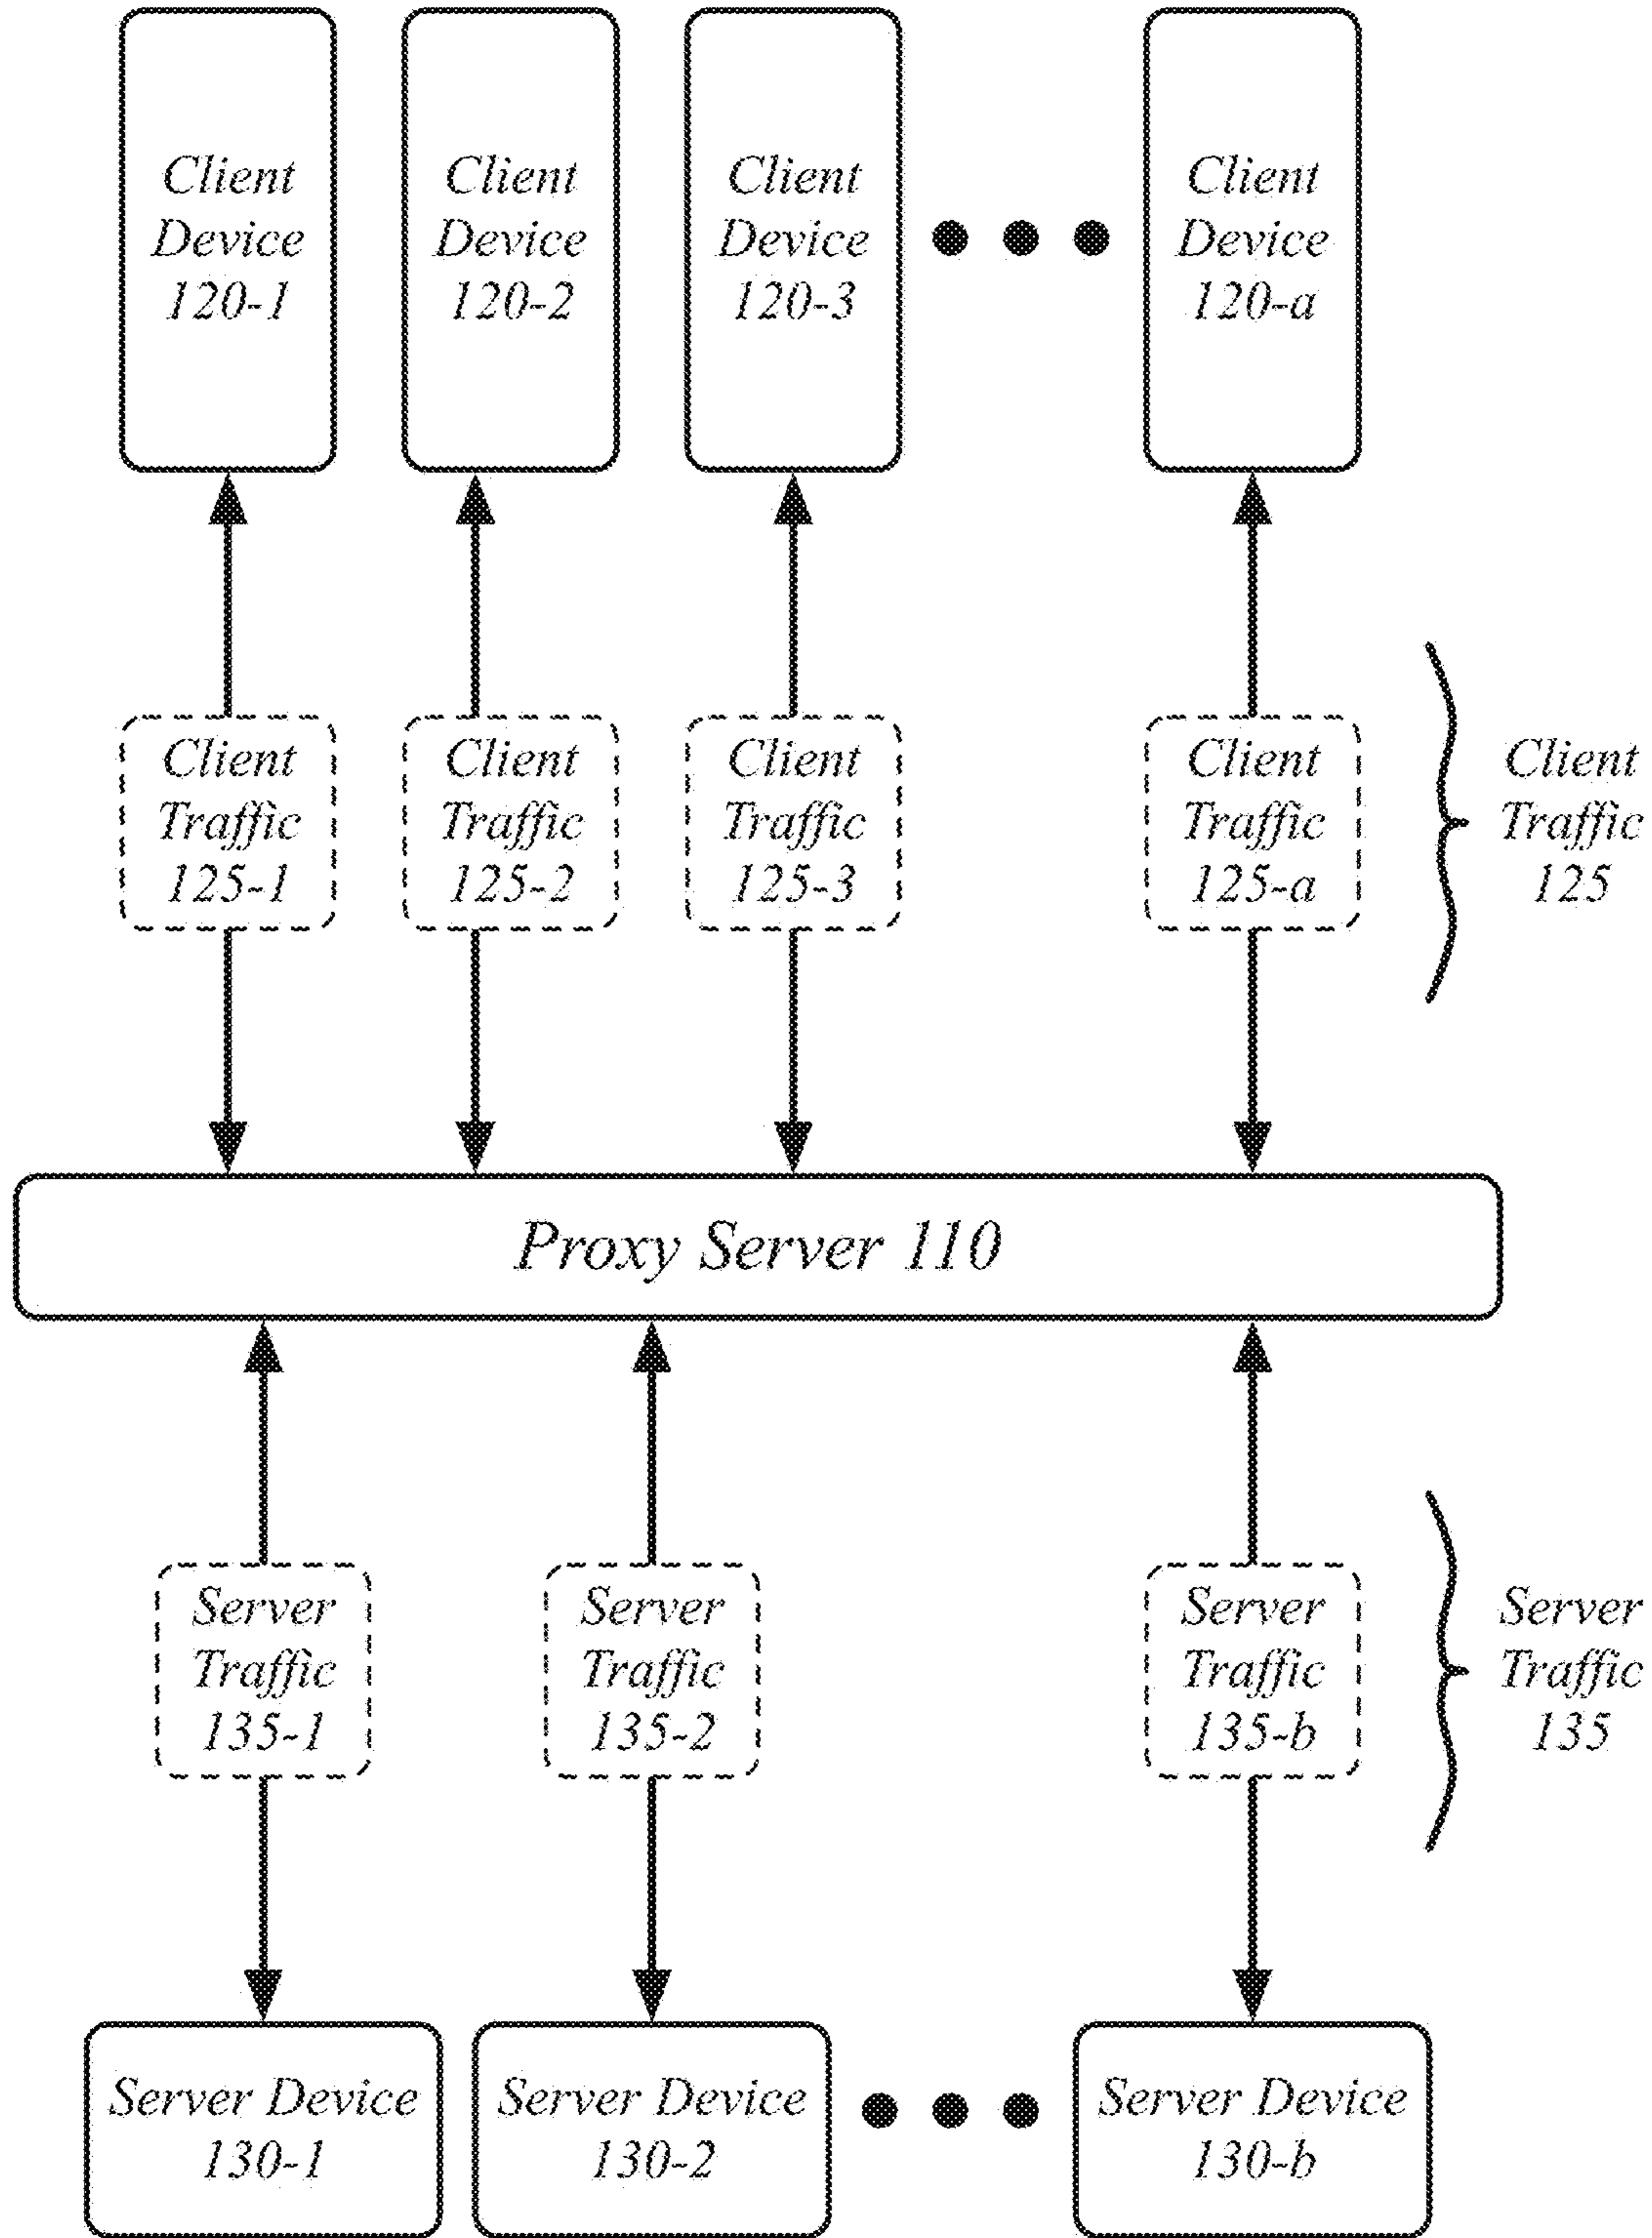 Client
Device
120-1
Client
Device
120-2
Client
Device
120-3
Client
Device
120-a
Client
Traffic
125-1
Client
Traffic
125-2
Client
Traffic
125-3
Client
Traffic
125-a
Client
Traffic
125
Proxy Server 110
Server
Traffic
135-1
Server
Traffic
135-2
Server
Traffic
135-b
Server
Traffic
135
Server Device
130-1
Server Device
130-2
Server Device
130-b